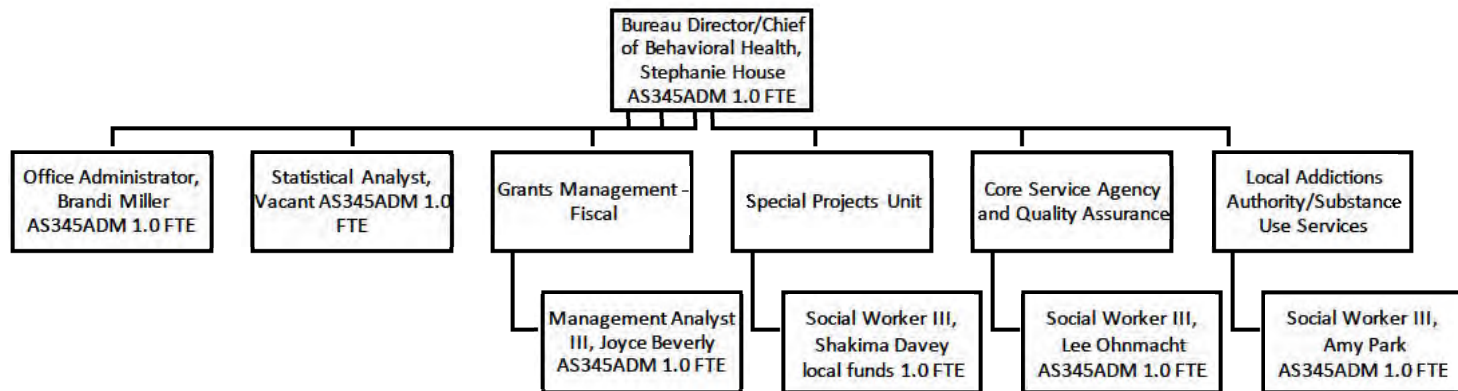 Bureau Director/Chief
of Behavioral Health,
Stephanie House
AS345ADM 1.0 FTE
Office Administrator,
Brandi Miller
AS345ADM 1.0 FTE
Statistical Analyst,
Vacant AS345ADM 1.0
FTE
Grants Management –
Fiscal
Special Projects Unit
Core Service Agency
and Quality Assurance
Local Addictions
Authority/Substance
Use Services
Management Analyst
III, Joyce Beverly
AS345ADM 1.0 FTE
Social Worker III,
Shakima Davey
local funds 1.0 FTE
Social Worker III,
Lee Ohnmacht
AS345ADM 1.0 FTE
Social Worker III,
Amy Park
AS345ADM 1.0 FTE